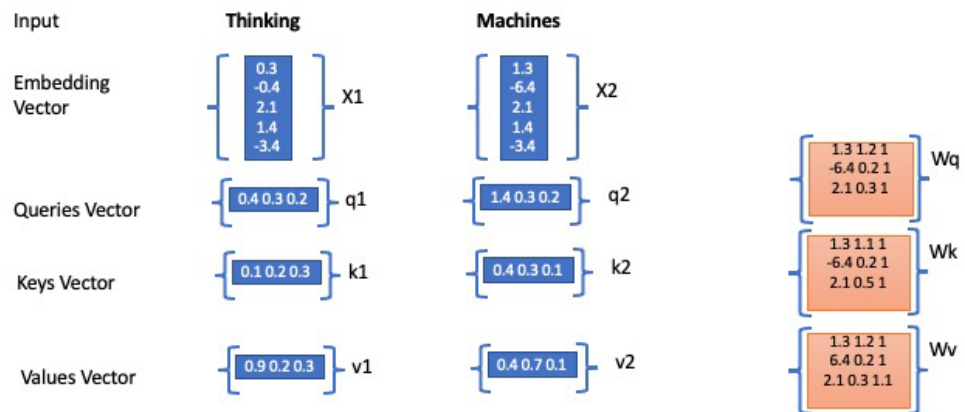 Input Thinking Machines
Embedding
Vector
0.3
-0.4
2.1
1.4
-3.4
X1
1.3
-6.4
2.1
1.4
-3.4
X2
Queries Vector
0.4 0.3 0.2
q1
1.4 0.3 0.2
q2
Keys Vector
0.1 0.2 0.3
k1
0.4 0.3 0.1
k2
Values Vector
0.9 0.2 0.3
v1
0.4 0.7 0.1
v2
1.3 1.2 1
-6.4 0.2 1
2.1 0.3 1
Wq
1.3 1.1 1
-6.4 0.2 1
2.1 0.5 1
Wk
1.3 1.2 1
6.4 0.2 1
2.1 0.3 1.1
Wv